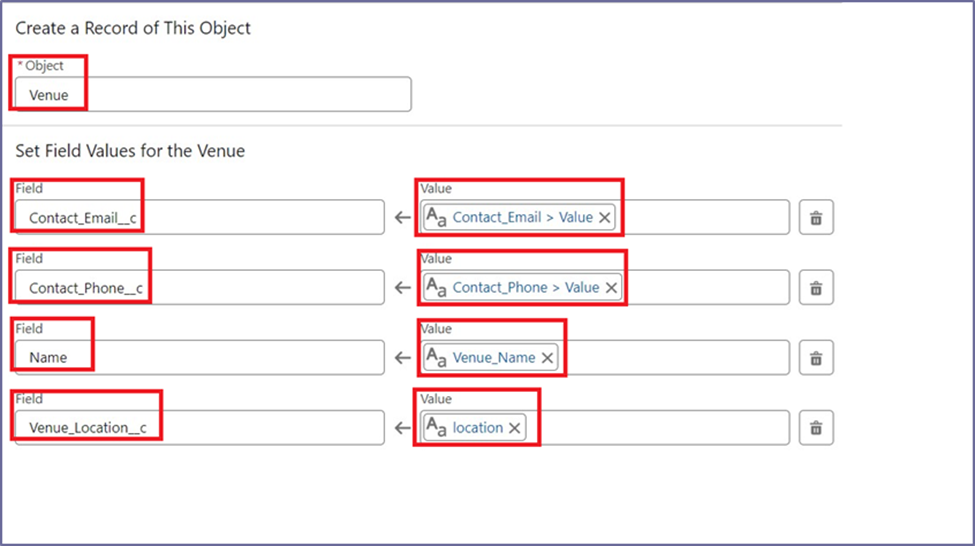 Create a Record of This Object
* Object
Venue
Set Field Values for the Venue
Field
Value
Contact_Email__c
Aa Contact_Email > Value
Field
Value
Contact_Phone__c
Aa Contact_Phone > Value
Field
Value
Name
Aa Venue_Name
Field
Value
Venue_Location__c
Aa location